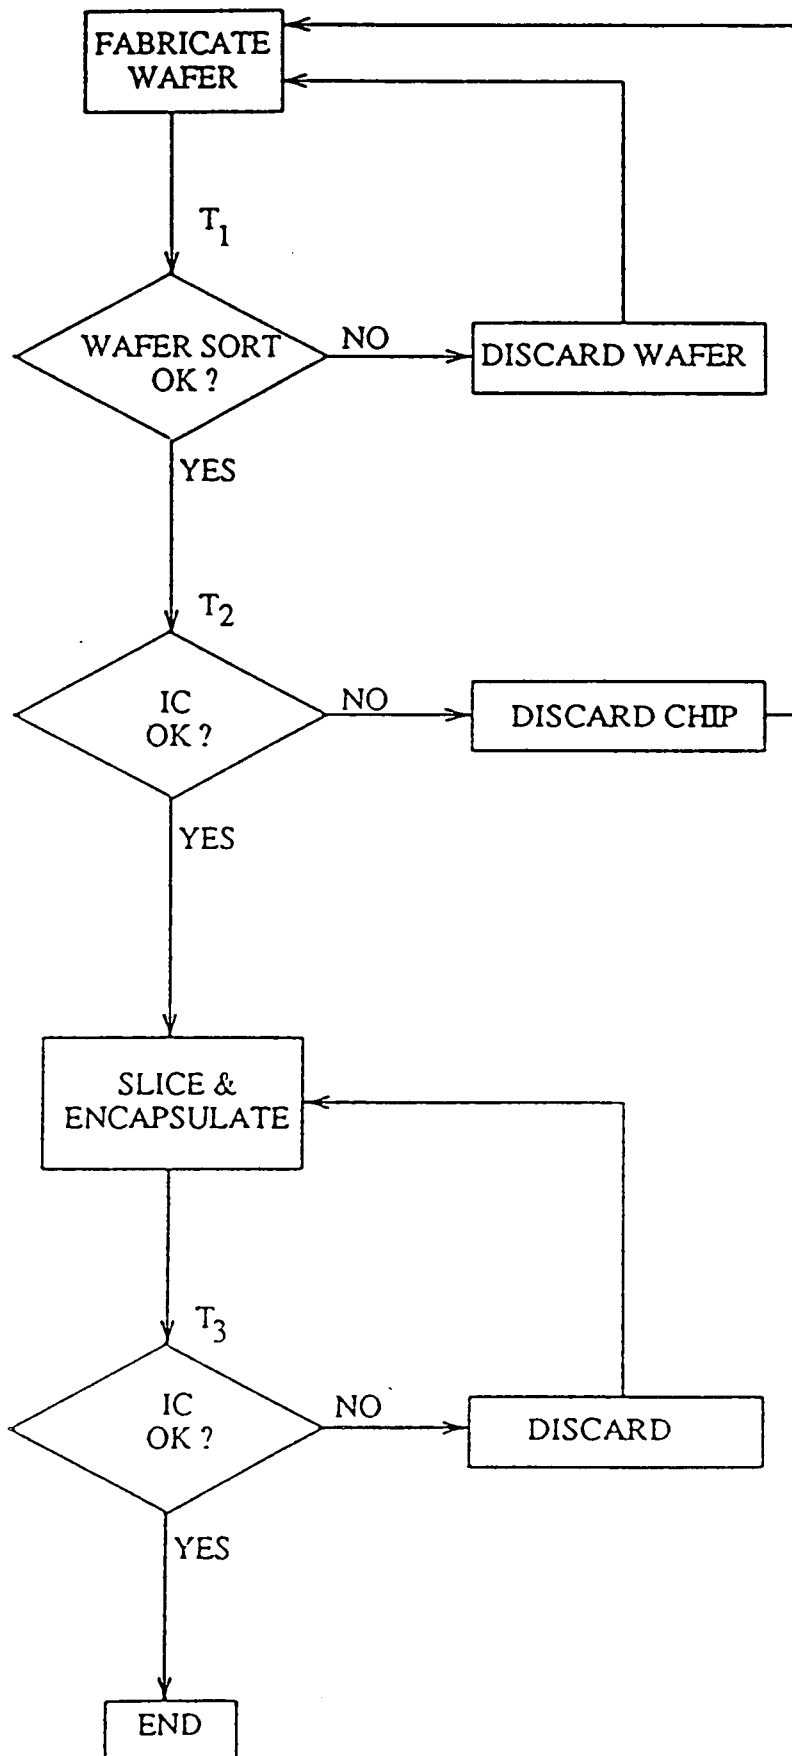 FABRICATE
WAFER
T1
WAFER SORT
OK ?
NO
DISCARD WAFER
YES
T2
IC
OK ?
NO
DISCARD CHIP
YES
SLICE &
ENCAPSULATE
T3
IC
OK ?
NO
DISCARD
YES
END